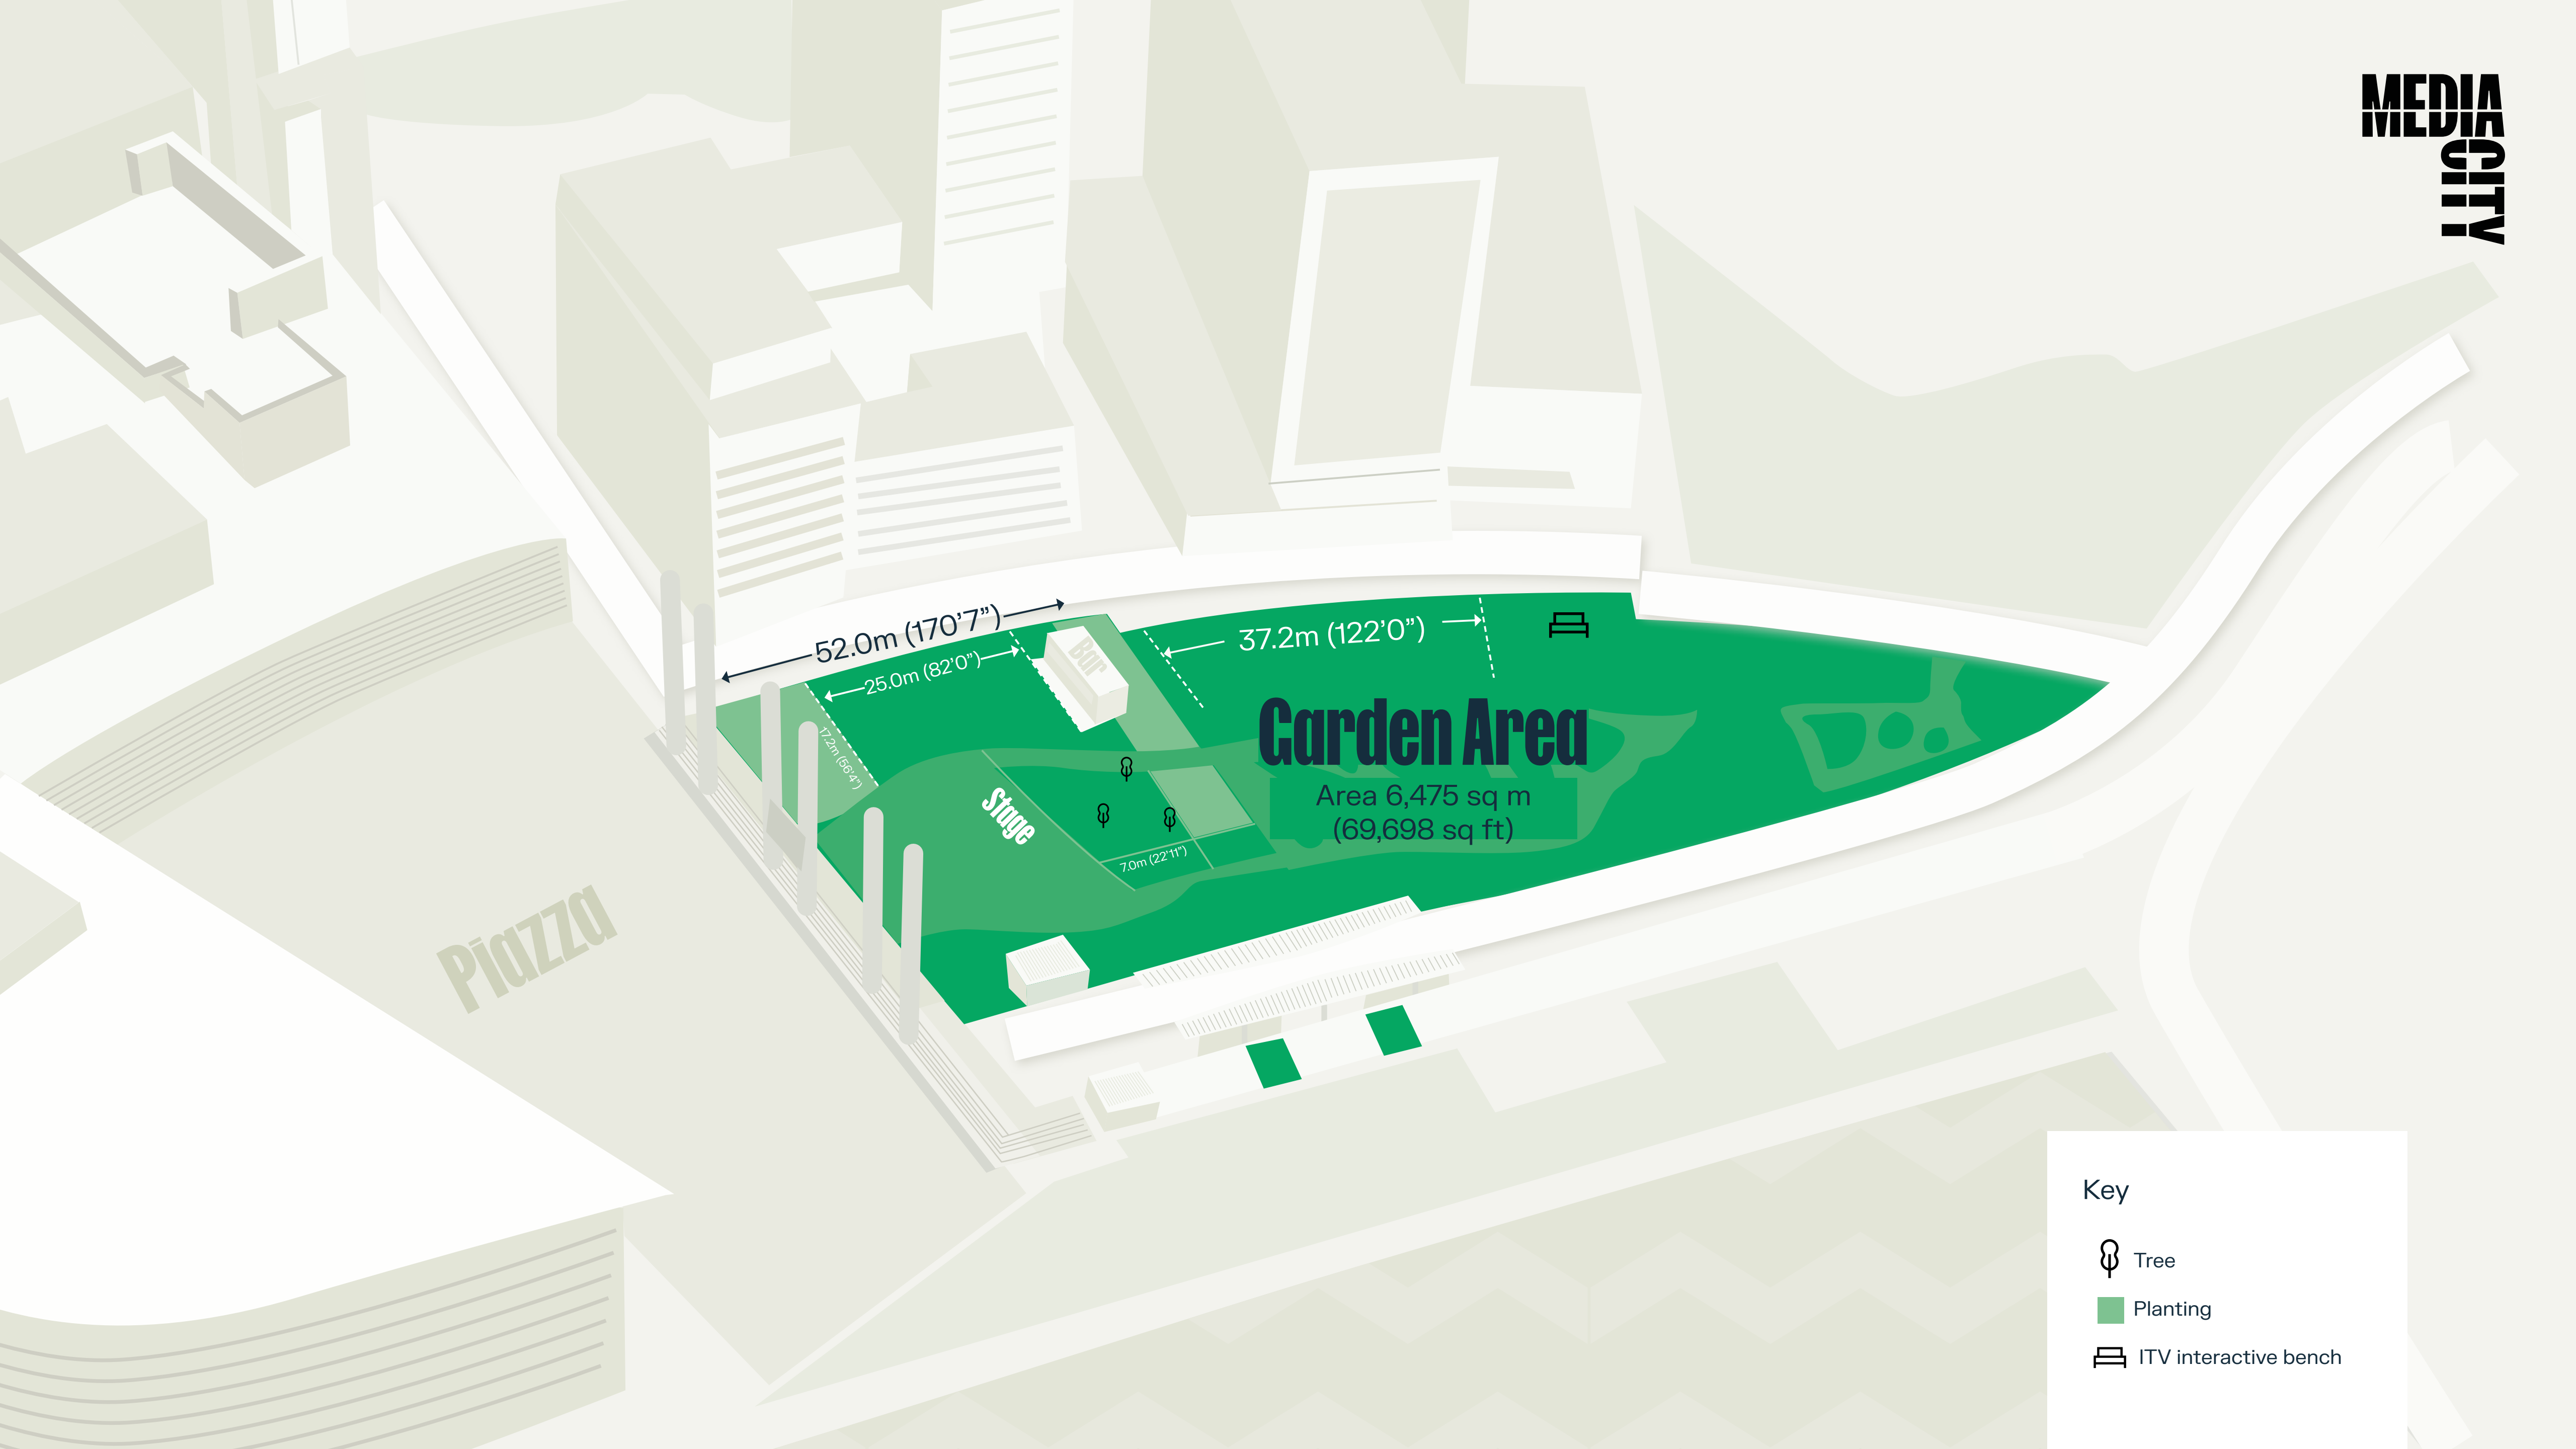 MEDIA
CITY
52.0m (170’7”)
25.0m (82’0”)
Bar
37.2m (122’0”)
17.2m (56’4”)
Garden Area
Area 6,475 sq m
(69,698 sq ft)
Stage
7.0m (22’11”)
Piazza
Key
Tree
Planting
ITV interactive bench